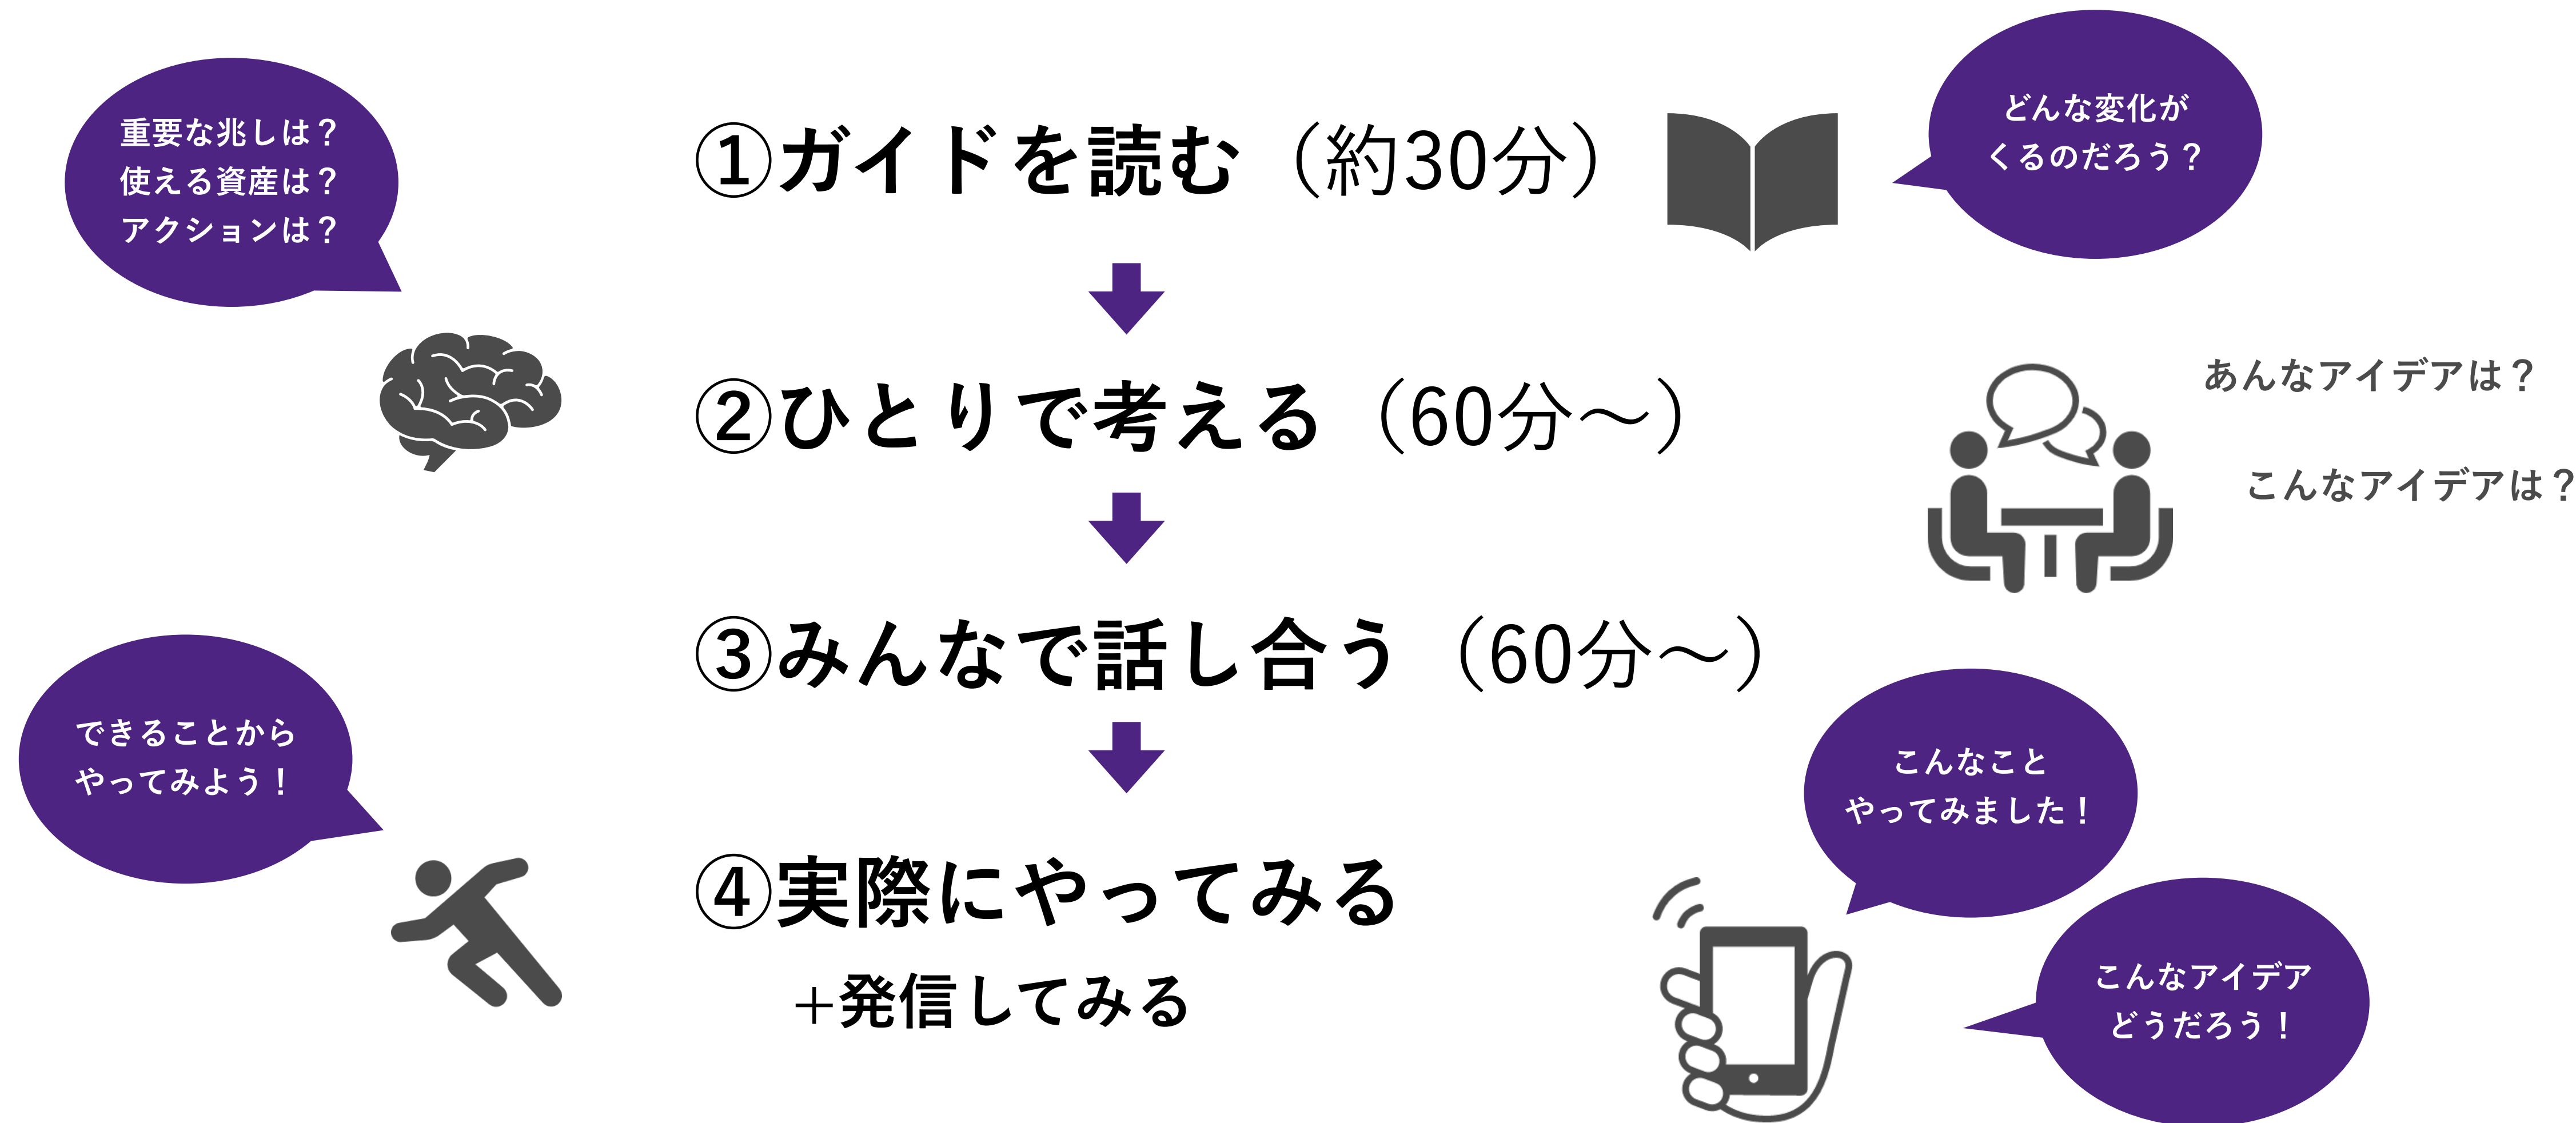 重要な兆しは？
使える資産は？
アクションは？
①ガイドを読む（約30分）
どんな変化が
くるのだろう？
②ひとりで考える（60分～）
あんなアイデアは？
こんなアイデアは？
③みんなで話し合う（60分～）
できることから
やってみよう！
こんなこと
やってみました！
④実際にやってみる
+発信してみる
こんなアイデア
どうだろう！